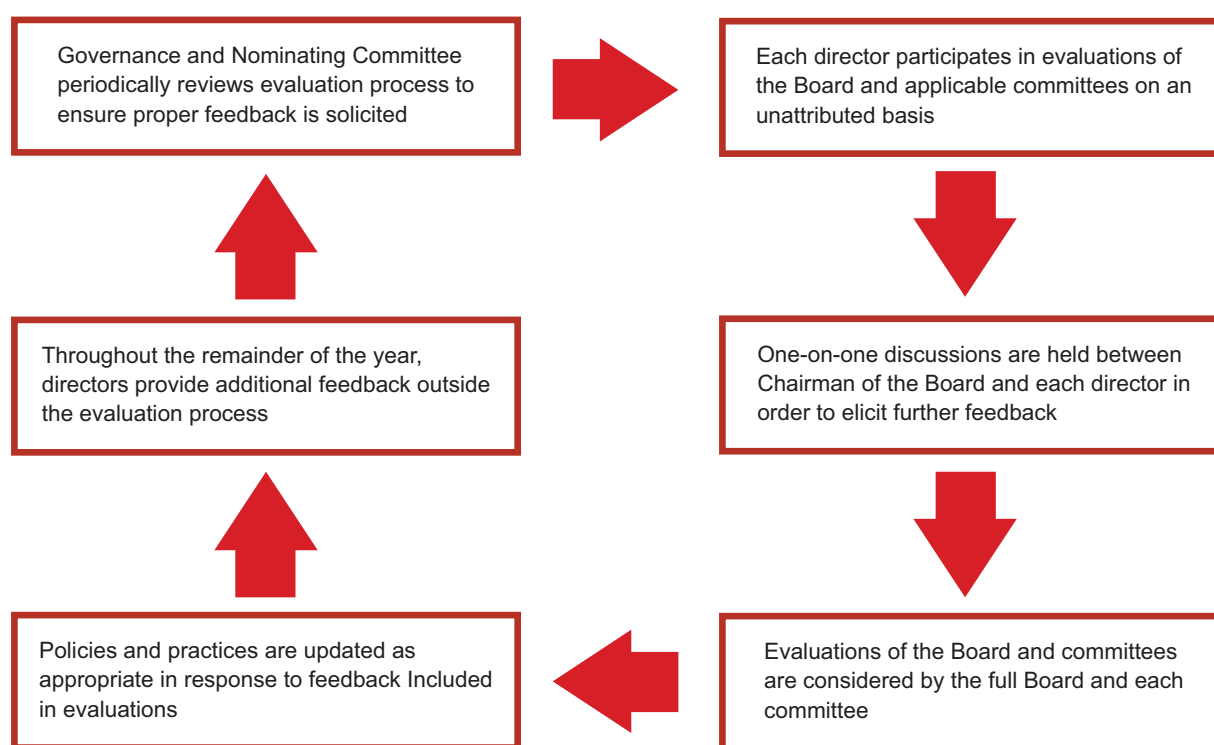 Governance and Nominating Committee
periodically reviews evaluation process to
ensure proper feedback is solicited
Each director participates in evaluations of
the Board and applicable committees on an
unattributed basis
One-on-one discussions are held between
Chairman of the Board and each director in
order to elicit further feedback
Evaluations of the Board and committees
are considered by the full Board and each
committee
Policies and practices are updated as
appropriate in response to feedback Included
in evaluations
Throughout the remainder of the year,
directors provide additional feedback outside
the evaluation process